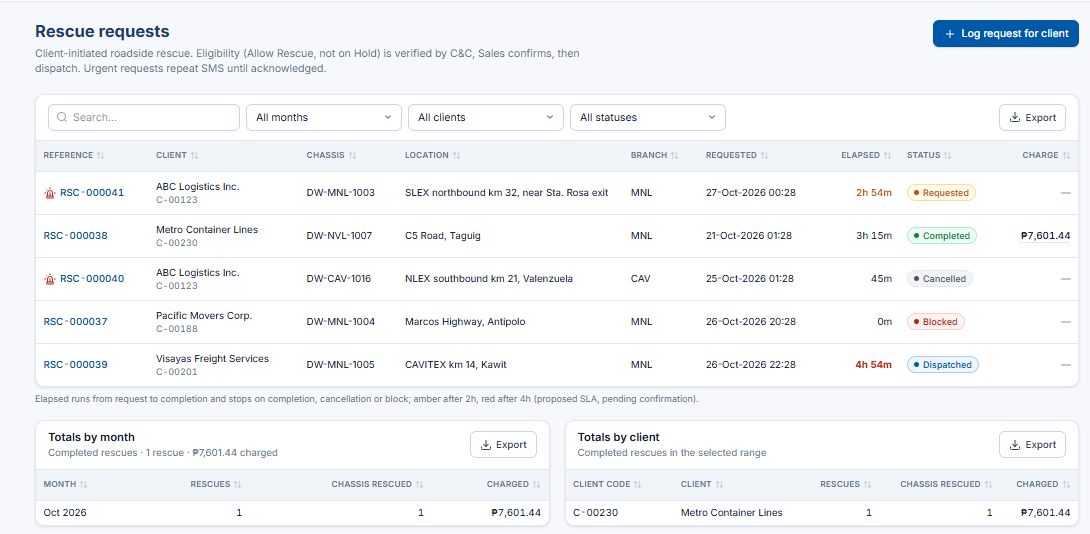 Rescue requests
Client-initiated roadside rescue. Eligibility (Allow Rescue, not on Hold) is verified by C&C, Sales confirms, then
dispatch. Urgent requests repeat SMS until acknowledged.
+ Log request for client
Search...
All months
All clients
All statuses
Export
REFERENCE CLIENT CHASSIS LOCATION BRANCH REQUESTED ELAPSED STATUS CHARGE
RSC-000041 ABC Logistics Inc. DW-MNL-1003 SLEX northbound km 32, near Sta. Rosa exit MNL 27-Oct-2026 00:28 2h 54m Requested —
C-00123
RSC-000038 Metro Container Lines DW-NVL-1007 C5 Road, Taguig MNL 21-Oct-2026 01:28 3h 15m Completed ₱7,601.44
C-00230
RSC-000040 ABC Logistics Inc. DW-CAV-1016 NLEX southbound km 21, Valenzuela CAV 25-Oct-2026 01:28 45m Cancelled —
C-00123
RSC-000037 Pacific Movers Corp. DW-MNL-1004 Marcos Highway, Antipolo MNL 26-Oct-2026 20:28 0m Blocked —
C-00188
RSC-000039 Visayas Freight Services DW-MNL-1005 CAVITEX km 14, Kawit MNL 26-Oct-2026 22:28 4h 54m Dispatched —
C-00201
Elapsed runs from request to completion and stops on completion, cancellation or block; amber after 2h, red after 4h (proposed SLA, pending confirmation).
Totals by month
Completed rescues · 1 rescue · ₱7,601.44 charged
Export
MONTH RESCUES CHASSIS RESCUED CHARGED
Oct 2026 1 1 ₱7,601.44
Totals by client
Completed rescues in the selected range
Export
CLIENT CODE CLIENT RESCUES CHASSIS RESCUED CHARGED
C-00230 Metro Container Lines 1 1 ₱7,601.44